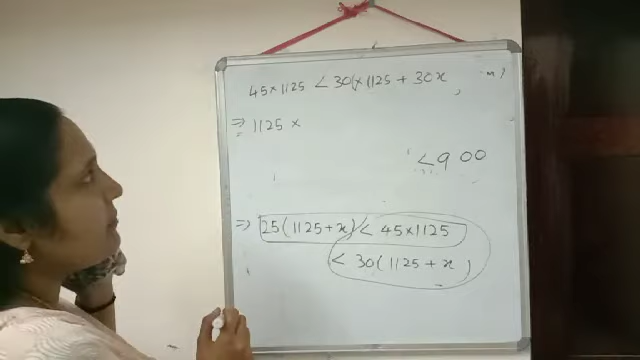 45×1125 < 30×1125 + 30x,
⇒ 1125 ×
< 900
⇒ 25(1125+x) < 45×1125
< 30(1125 + x)